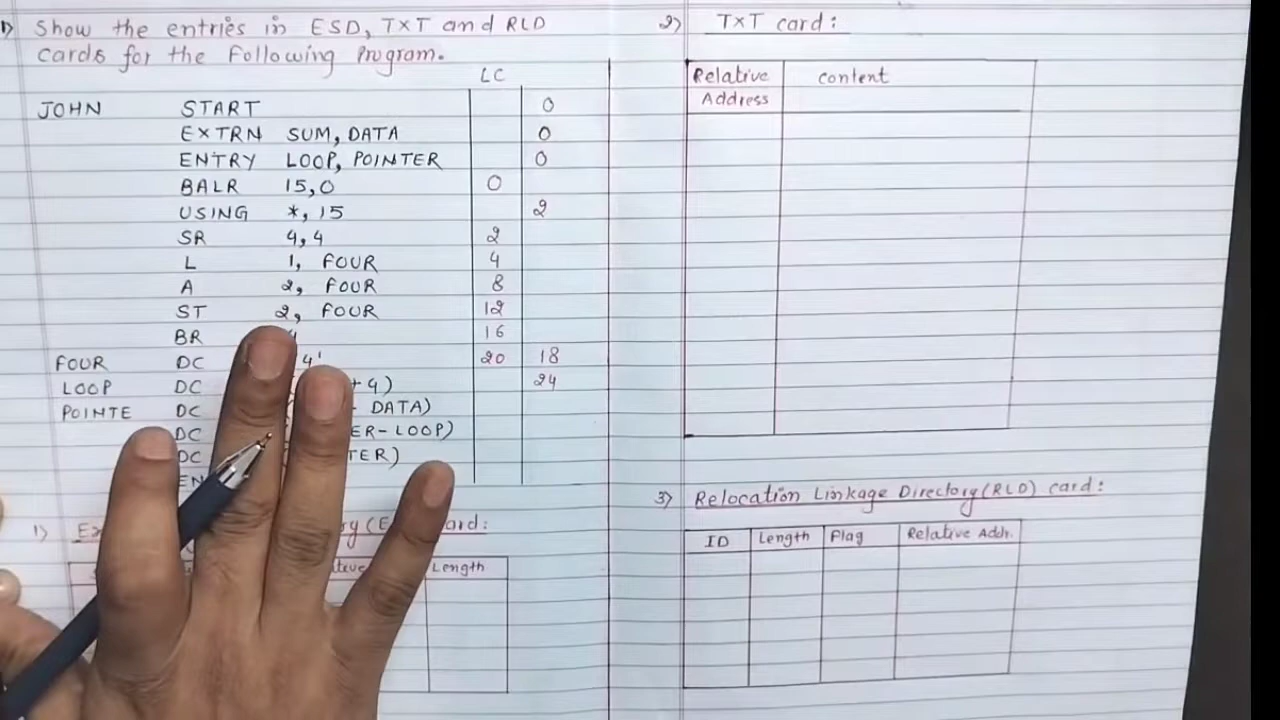 1) Show the entries in ESD, TXT and RLD
cards for the following program.
LC
JOHN START 0
EXTRN SUM, DATA 0
ENTRY LOOP, POINTER 0
BALR 15,0 0
USING *, 15 2
SR 4,4 2
L 1, FOUR 4
A 2, FOUR 8
ST 2, FOUR 12
BR 16
FOUR DC 4' 20 18
LOOP DC +4) 24
POINTE DC - DATA)
DC ER-LOOP)
DC TER)
EN
1) ard:
Length
2) TXT card:
Relative Address
Content
3) Relocation Linkage Directory (RLD) card:
ID Length Flag Relative Addr.